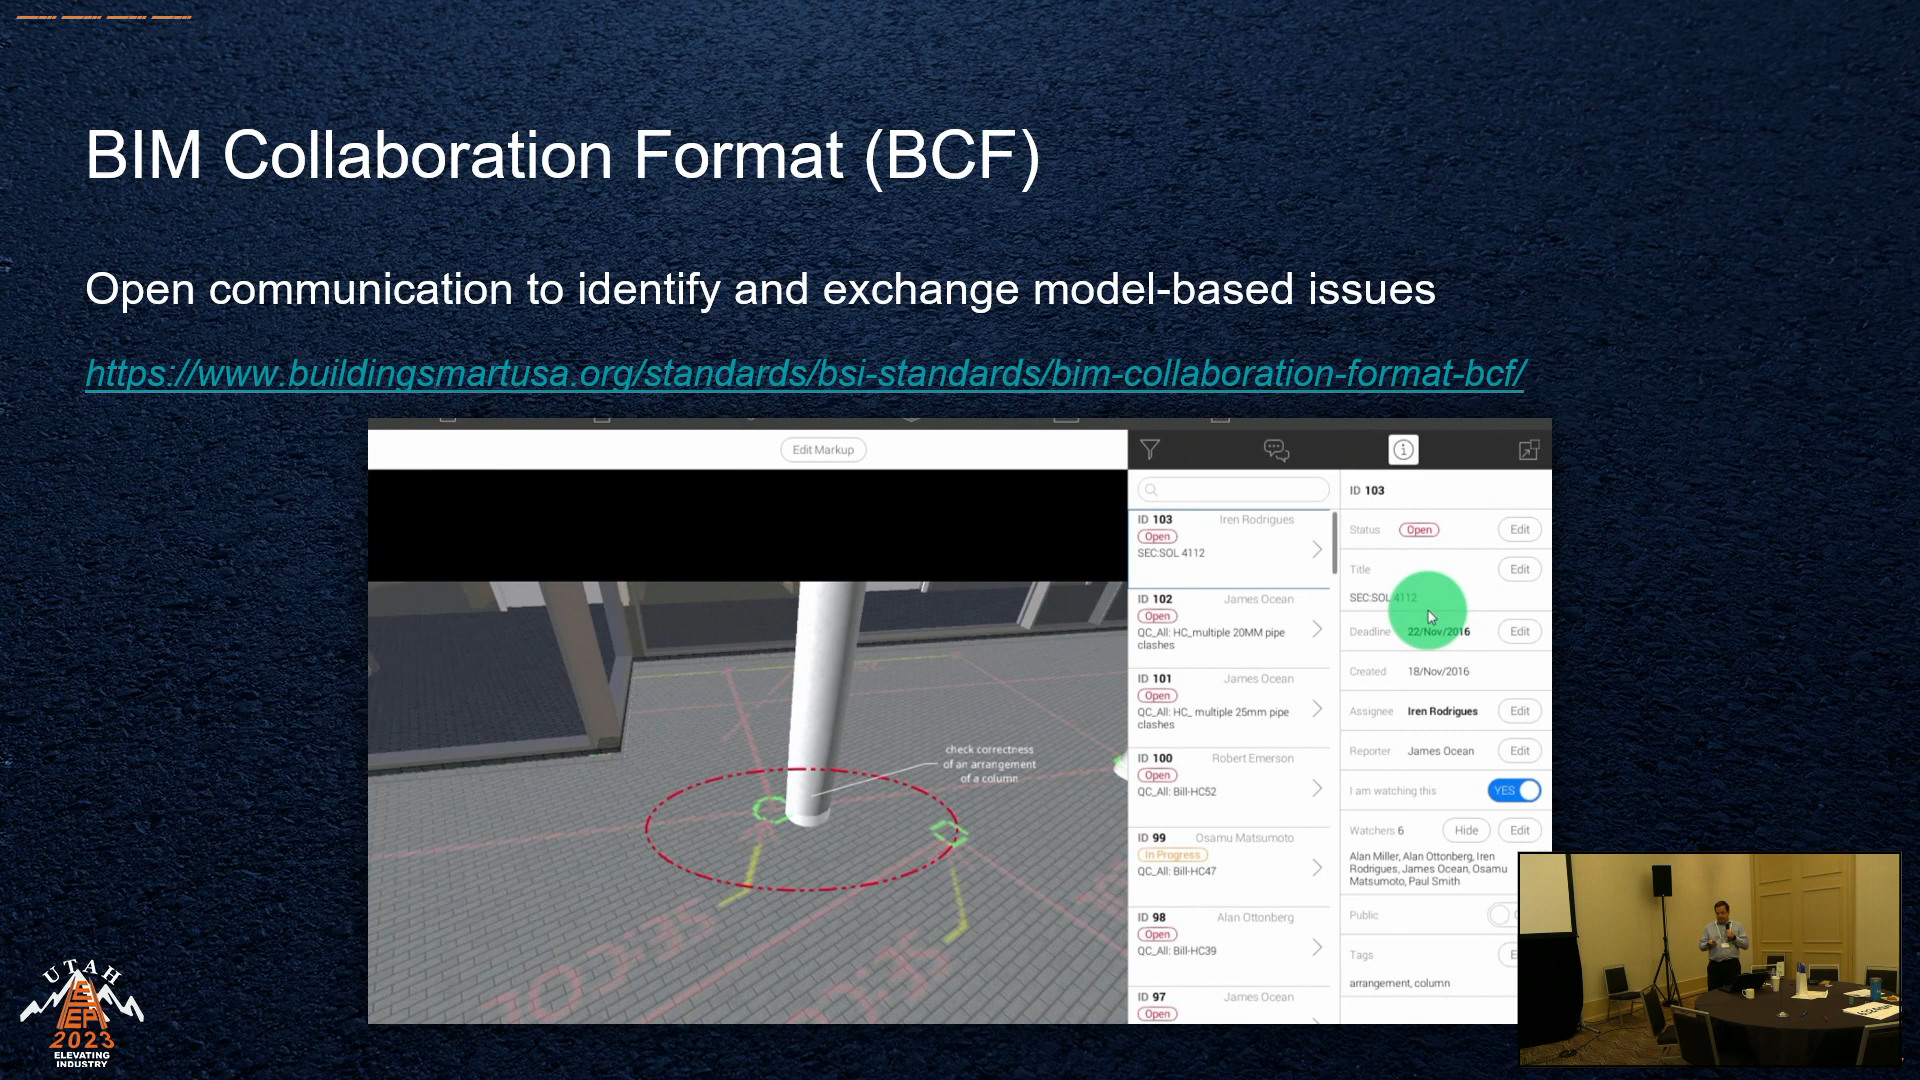 BIM Collaboration Format (BCF)
Open communication to identify and exchange model-based issues
https://www.buildingsmartusa.org/standards/bsi-standards/bim-collaboration-format-bcf/
Edit Markup
check correctness
of an arrangement
of a column
ID 103 Iren Rodrigues
Open
SEC:SOL 4112
ID 102 James Ocean
Open
QC_All: HC_multiple 20MM pipe
clashes
ID 101 James Ocean
Open
QC_All: HC_ multiple 25mm pipe
clashes
ID 100 Robert Emerson
Open
QC_All: Bill-HC52
ID 99 Osamu Matsumoto
In Progress
QC_All: Bill-HC47
ID 98 Alan Ottonberg
Open
QC_All: Bill-HC39
ID 97 James Ocean
Open
ID 103
Status Open Edit
Title Edit
SEC:SOL 4112
Deadline 22/Nov/2016 Edit
Created 18/Nov/2016
Assignee Iren Rodrigues Edit
Reporter James Ocean Edit
I am watching this YES
Watchers 6 Hide Edit
Alan Miller, Alan Ottonberg, Iren
Rodrigues, James Ocean, Osamu
Matsumoto, Paul Smith
Public
Tags
arrangement, column
UTAH
2023
ELEVATING
INDUSTRY